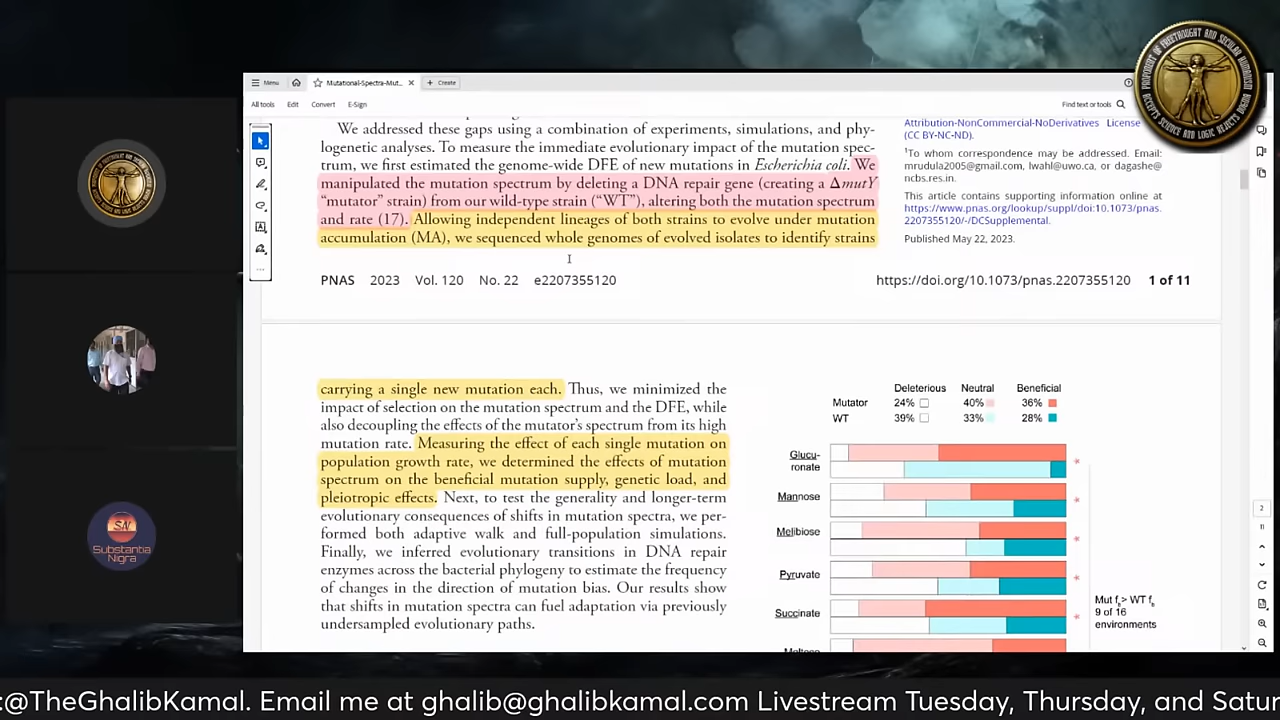 Menu
Mutational-Spectra-Mut...
Create
All tools
Edit
Convert
E-Sign
Find text or tools
We addressed these gaps using a combination of experiments, simulations, and phy-
logenetic analyses. To measure the immediate evolutionary impact of the mutation spec-
trum, we first estimated the genome-wide DFE of new mutations in Escherichia coli. We
manipulated the mutation spectrum by deleting a DNA repair gene (creating a ΔmutY
“mutator” strain) from our wild-type strain (“WT”), altering both the mutation spectrum
and rate (17). Allowing independent lineages of both strains to evolve under mutation
accumulation (MA), we sequenced whole genomes of evolved isolates to identify strains
Attribution-NonCommercial-NoDerivatives License
(CC BY-NC-ND).
¹To whom correspondence may be addressed. Email:
mrudula2005@gmail.com, lwahl@uwo.ca, or dagashe@
ncbs.res.in.
This article contains supporting information online at
https://www.pnas.org/lookup/suppl/doi:10.1073/pnas.
2207355120/-/DCSupplemental.
Published May 22, 2023.
PNAS 2023 Vol. 120 No. 22 e2207355120
https://doi.org/10.1073/pnas.2207355120 1 of 11
carrying a single new mutation each. Thus, we minimized the
impact of selection on the mutation spectrum and the DFE, while
also decoupling the effects of the mutator’s spectrum from its high
mutation rate. Measuring the effect of each single mutation on
population growth rate, we determined the effects of mutation
spectrum on the beneficial mutation supply, genetic load, and
pleiotropic effects. Next, to test the generality and longer-term
evolutionary consequences of shifts in mutation spectra, we per-
formed both adaptive walk and full-population simulations.
Finally, we inferred evolutionary transitions in DNA repair
enzymes across the bacterial phylogeny to estimate the frequency
of changes in the direction of mutation bias. Our results show
that shifts in mutation spectra can fuel adaptation via previously
undersampled evolutionary paths.
Deleterious Neutral Beneficial
Mutator 24% 40% 36%
WT 39% 33% 28%
Glucu-
ronate
*
Mannose
*
Melibiose
*
Pyruvate
*
Succinate
*
Mut fb> WT fb
9 of 16
environments
2
11
SN
Substantia
Nigra
:@TheGhalibKamal. Email me at ghalib@ghalibkamal.com Livestream Tuesday, Thursday, and Satur